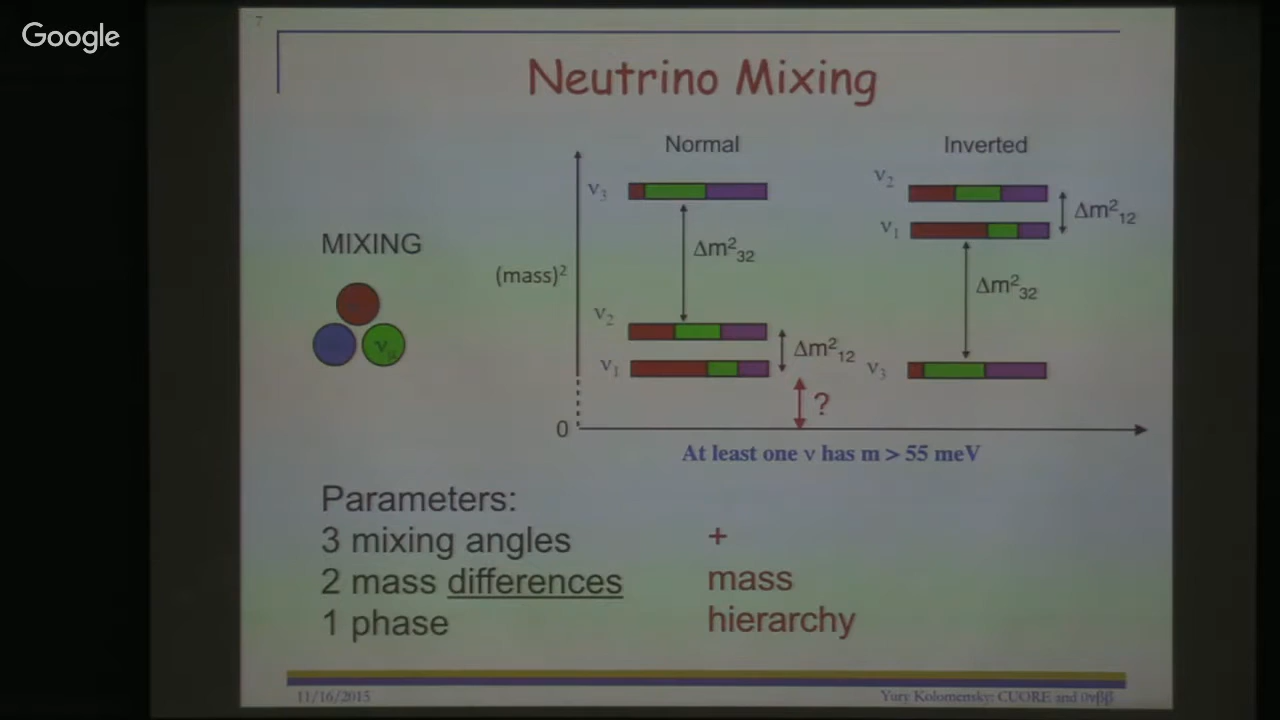 7
Google
Neutrino Mixing
Normal
Inverted
ν3
ν2
Δm²12
ν1
MIXING
(mass)²
Δm²32
Δm²32
ν2
Δm²12
ν1
ν3
νμ
?
0
At least one ν has m > 55 meV
Parameters:
3 mixing angles
+
2 mass differences
mass
1 phase
hierarchy
11/16/2015
Yury Kolomensky: CUORE and 0νββ